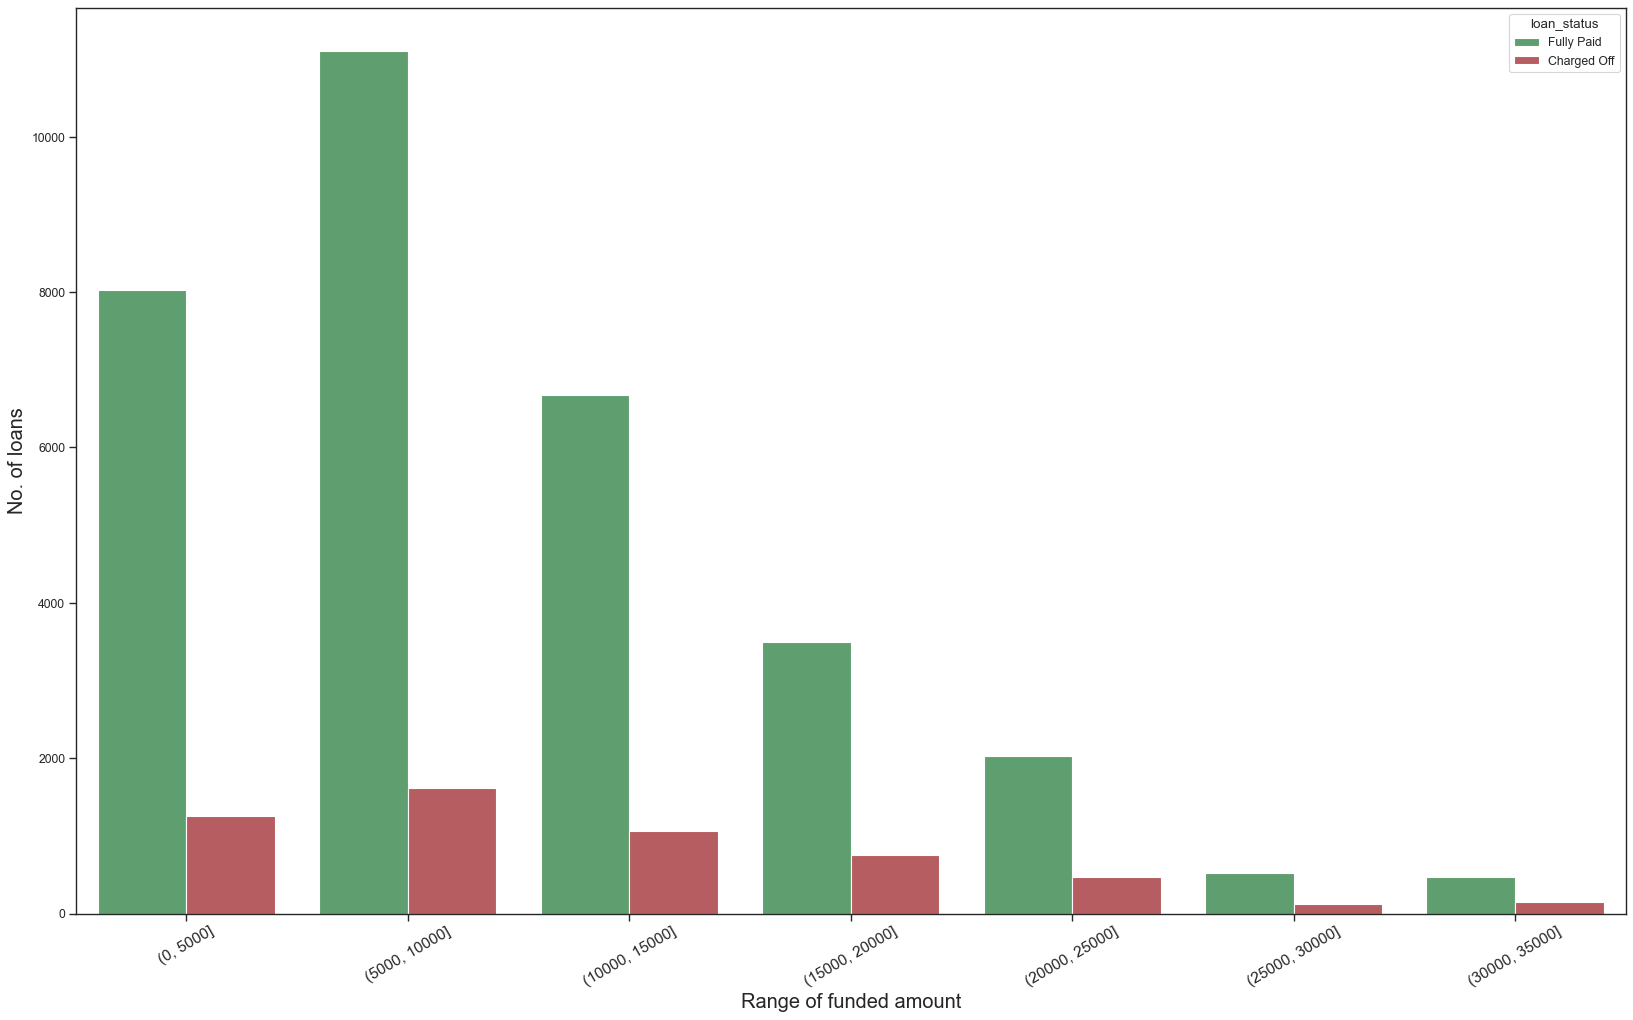 loan_status
Fully Paid
Charged Off
No. of loans
10000
8000
6000
4000
2000
0
(0, 5000]
(5000, 10000]
(10000, 15000]
(15000, 20000]
(20000, 25000]
(25000, 30000]
(30000, 35000]
Range of funded amount